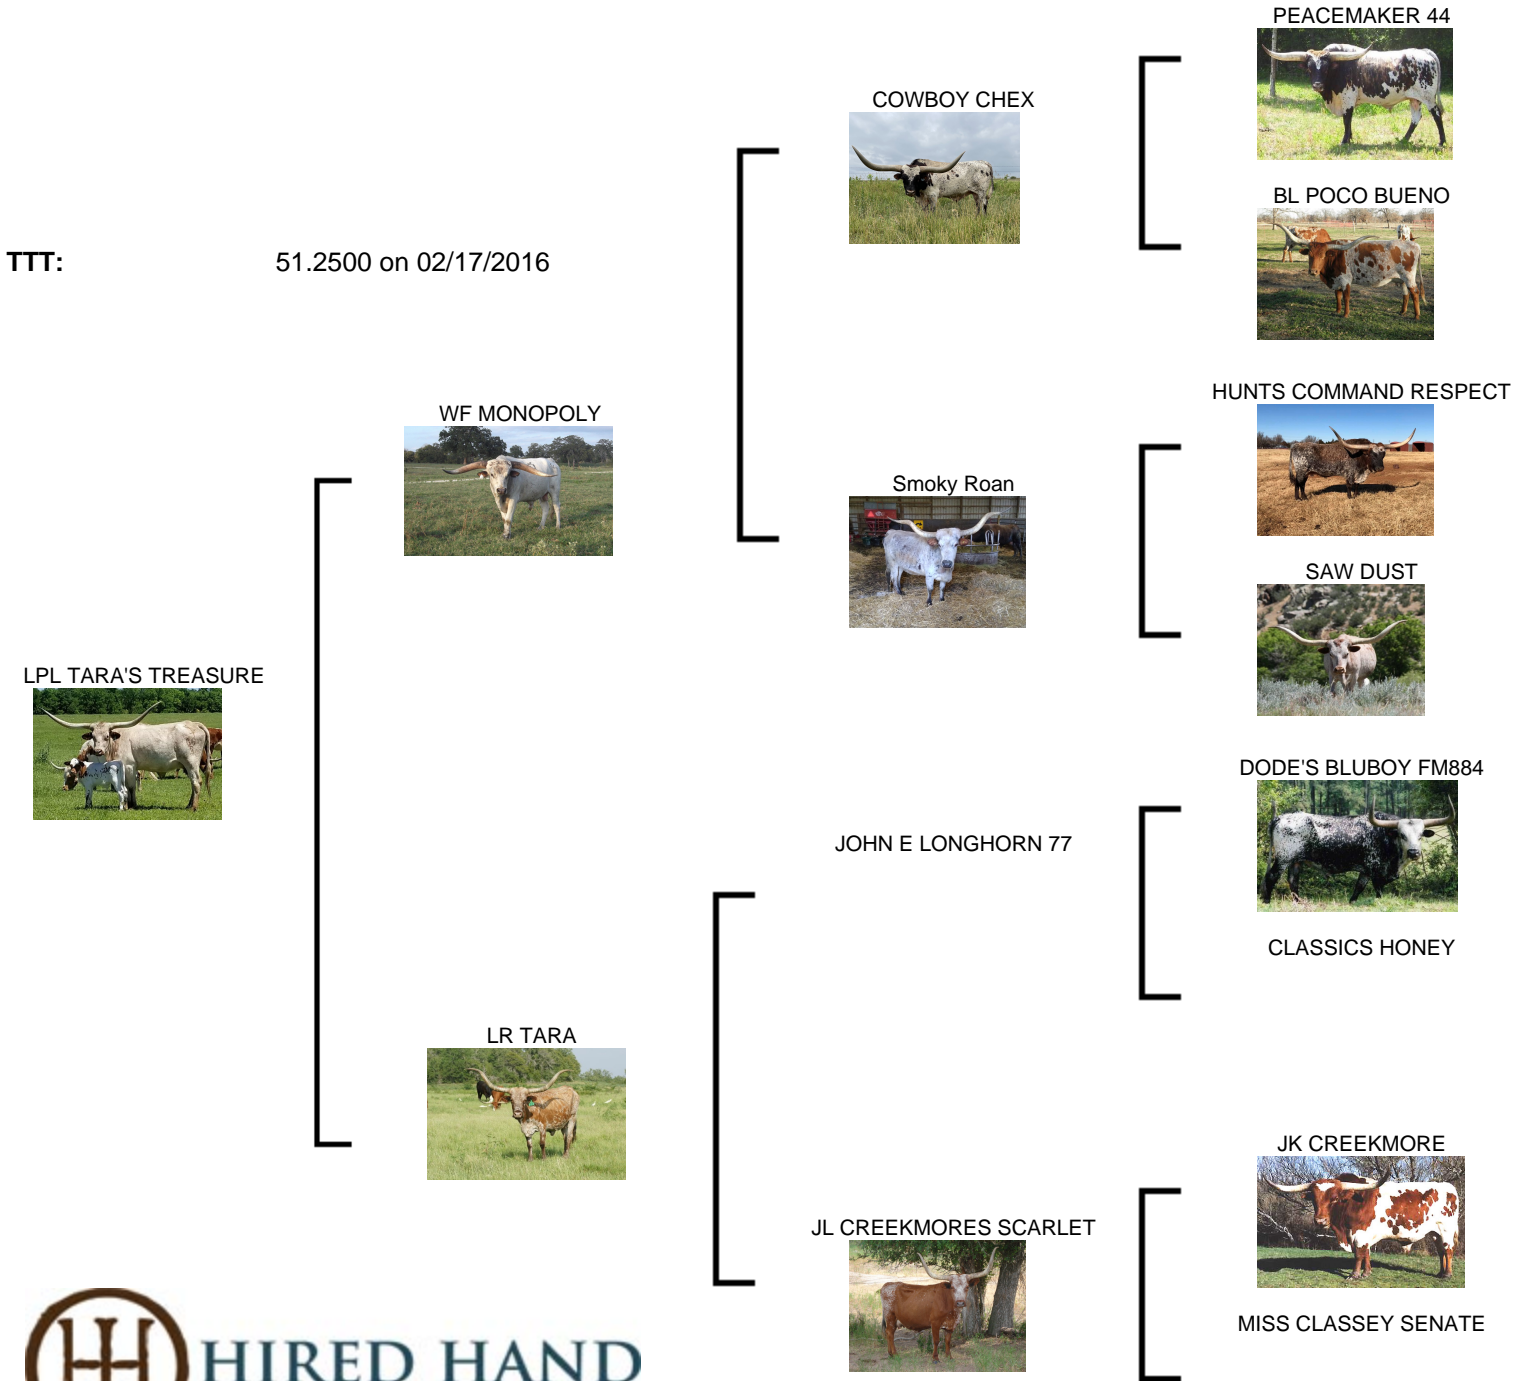 PEACEMAKER 44
COWBOY CHEX
BL POCO BUENO
TTT: 51.2500 on 02/17/2016
HUNTS COMMAND RESPECT
WF MONOPOLY
Smoky Roan
SAW DUST
LPL TARA'S TREASURE
DODE'S BLUBOY FM884
JOHN E LONGHORN 77
CLASSICS HONEY
LR TARA
JK CREEKMORE
JL CREEKMORES SCARLET
MISS CLASSEY SENATE
HIRED HAND